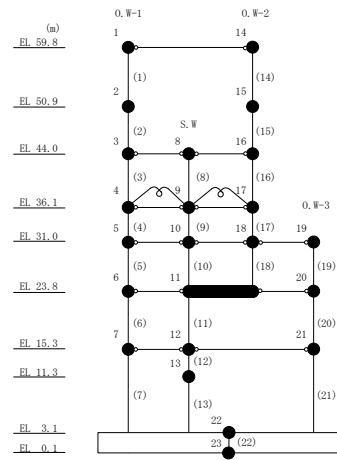 O.W-1 O.W-2
(m)
EL 59.8 1 14
(1) (14)
EL 50.9 2 15
(2) S.W (15)
EL 44.0 3 8 16
(3) (8) (16)
EL 36.1 4 9 17 O.W-3
EL 31.0 5 (4) 10 (9) 18 (17) 19
(5) (10) (18) (19)
EL 23.8 6 11 20
(6) (11) (20)
EL 15.3 7 12 21
EL 11.3 13 (12)
(7) (13) (21)
EL 3.1 22
EL 0.1 23 (22)